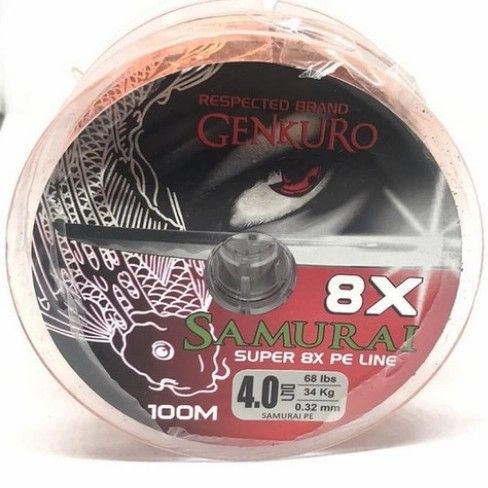 RESPECTED BRAND
GENKURO
8X
SAMURAI
SUPER 8X PE LINE
100M
4.0
68 lbs
34 Kg
0.32 mm
SAMURAI PE